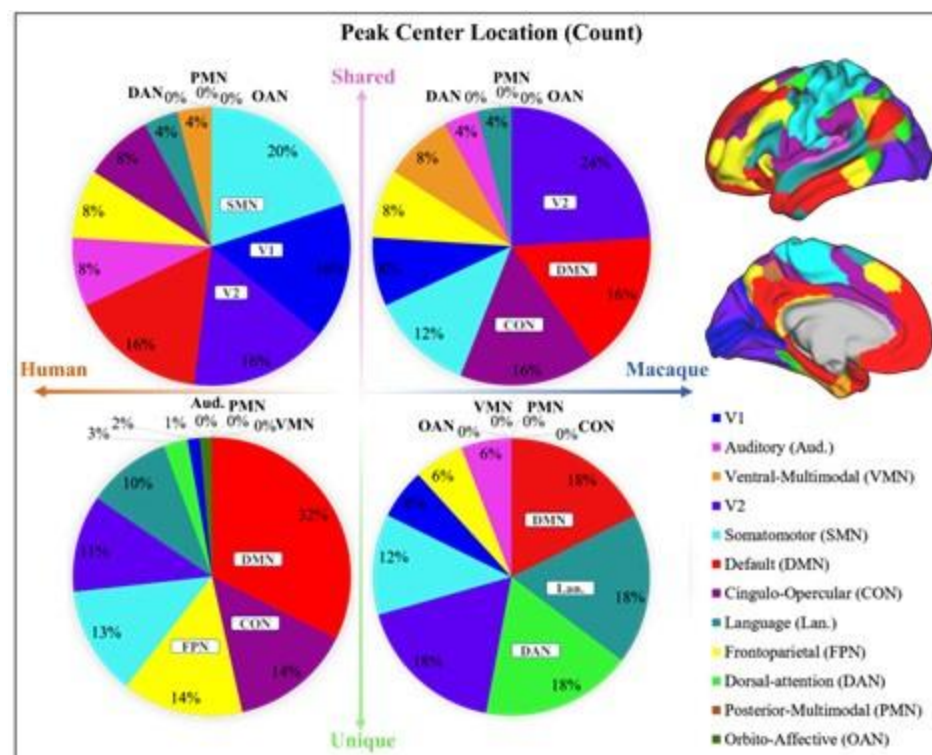 Peak Center Location (Count)
Shared
PMN
DAN 0% 0% 0% OAN
4% 4%
8%
20%
SMN
8%
V1
16%
8%
V2
16%
16%
PMN
DAN 0% 0% 0% OAN
4% 4%
8%
24%
8%
V2
8%
DMN
16%
CON
12%
16%
Human
Macaque
Aud. PMN
2% 1% 0% 0% 0% VMN
3%
10%
32%
11%
DMN
CON
13%
FPN
14%
14%
VMN PMN
OAN 0% 0% 0% CON
6%
6%
18%
6%
DMN
12%
Lan.
18%
18%
DAN
18%
Unique
V1
Auditory (Aud.)
Ventral-Multimodal (VMN)
V2
Somatomotor (SMN)
Default (DMN)
Cingulo-Opercular (CON)
Language (Lan.)
Frontoparietal (FPN)
Dorsal-attention (DAN)
Posterior-Multimodal (PMN)
Orbito-Affective (OAN)